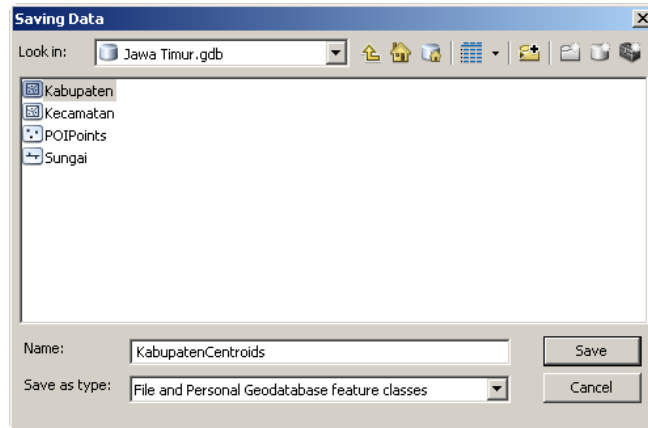 Saving Data
Look in: Jawa Timur.gdb
Kabupaten
Kecamatan
POIPoints
Sungai
Name: KabupatenCentroids Save
Save as type: File and Personal Geodatabase feature classes Cancel